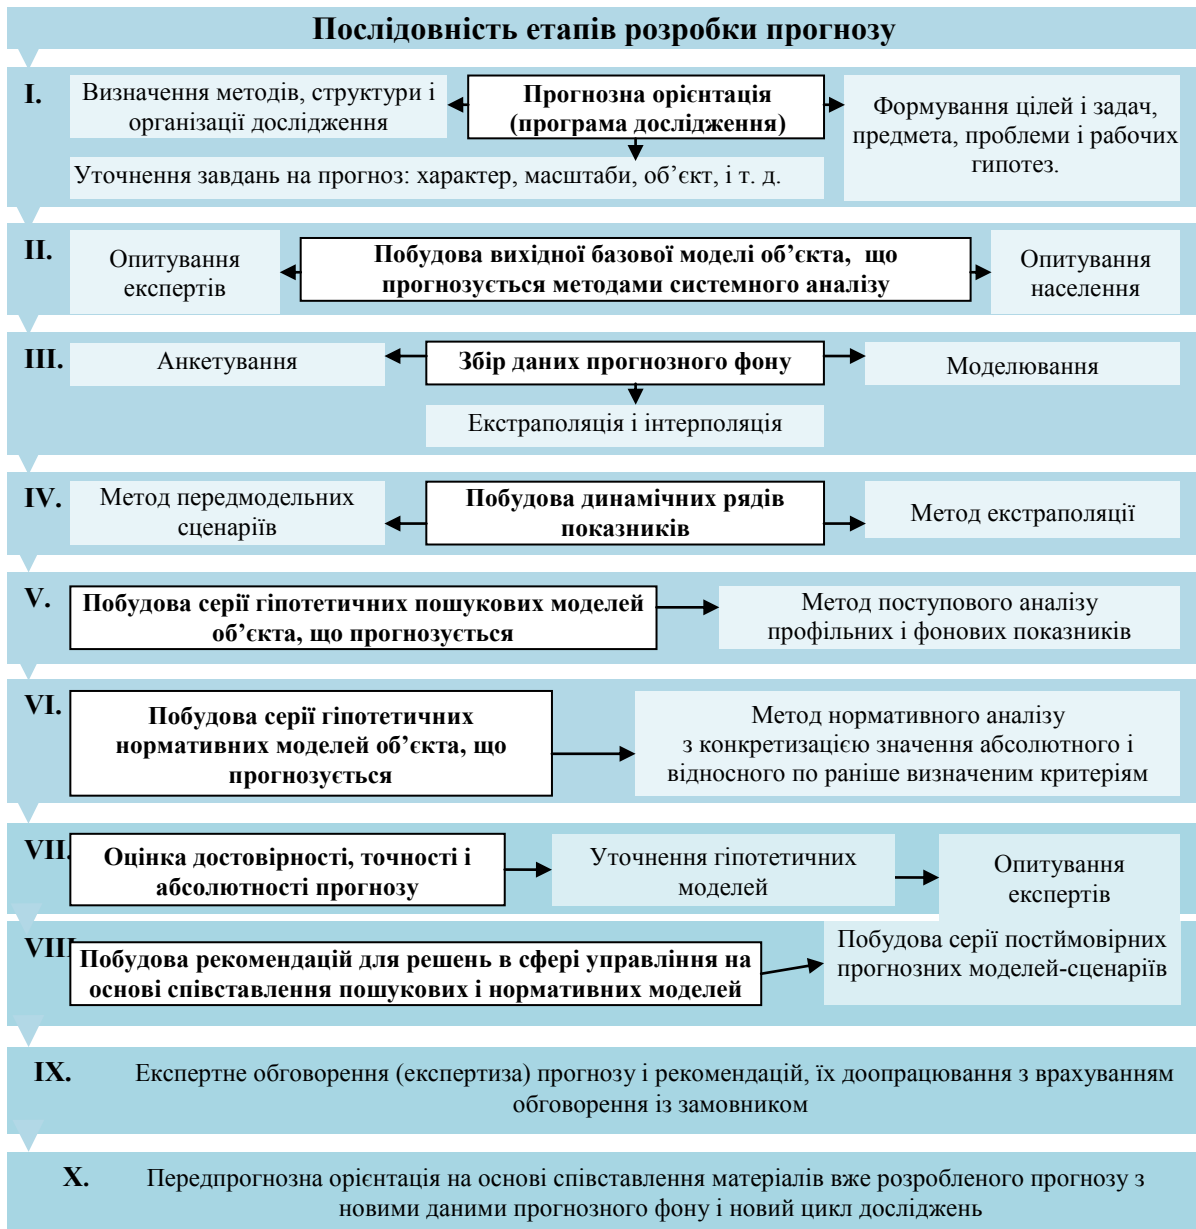 Послідовність етапів розробки прогнозу
I.
Визначення методів, структури і
організації дослідження
Прогнозна орієнтація
(програма дослідження)
Формування цілей і задач,
предмета, проблеми і рабочих
гипотез.
Уточнення завдань на прогноз: характер, масштаби, об’єкт, і т. д.
II.
Опитування
експертів
Побудова вихідної базової моделі об’єкта, що
прогнозується методами системного аналізу
Опитування
населення
III.
Анкетування
Збір даних прогнозного фону
Моделювання
Екстраполяція і інтерполяція
IV.
Метод передмодельних
сценаріїв
Побудова динамічних рядів
показників
Метод екстраполяції
V.
Побудова серії гіпотетичних пошукових моделей
об’єкта, що прогнозується
Метод поступового аналізу
профільних і фонових показників
VI.
Побудова серії гіпотетичних
нормативних моделей об’єкта, що
прогнозується
Метод нормативного аналізу
з конкретизацією значення абсолютного і
відносного по раніше визначеним критеріям
VII.
Оцінка достовірності, точності і
абсолютності прогнозу
Уточнення гіпотетичних
моделей
Опитування
експертів
VIII
Побудова рекомендацій для решень в сфері управління на
основі співставлення пошукових і нормативних моделей
Побудова серії постймовірних
прогнозних моделей-сценаріїв
IX.
Експертне обговорення (експертиза) прогнозу і рекомендацій, їх доопрацювання з врахуванням
обговорення із замовником
X.
Передпрогнозна орієнтація на основі співставлення матеріалів вже розробленого прогнозу з
новими даними прогнозного фону і новий цикл досліджень